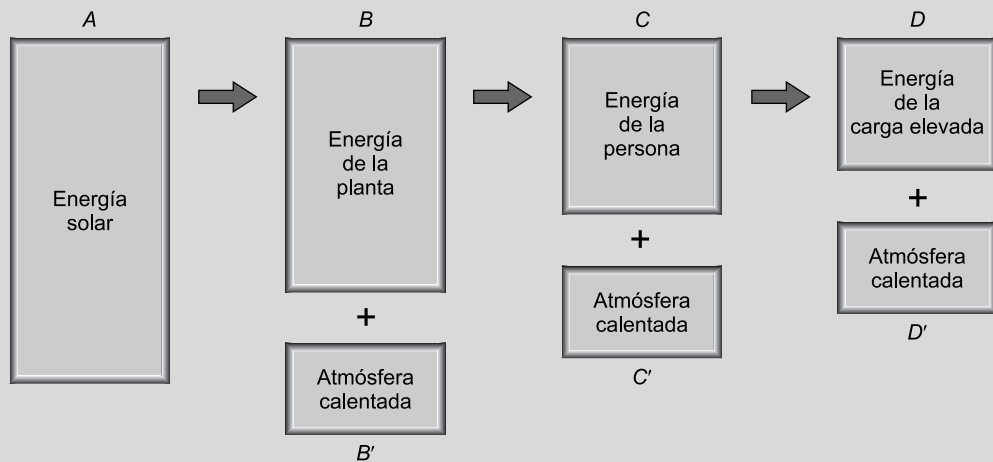 A
Energía
solar
B
Energía
de la
planta
+
Atmósfera
calentada
B'
C
Energía
de la
persona
+
Atmósfera
calentada
C'
D
Energía
de la
carga elevada
+
Atmósfera
calentada
D'